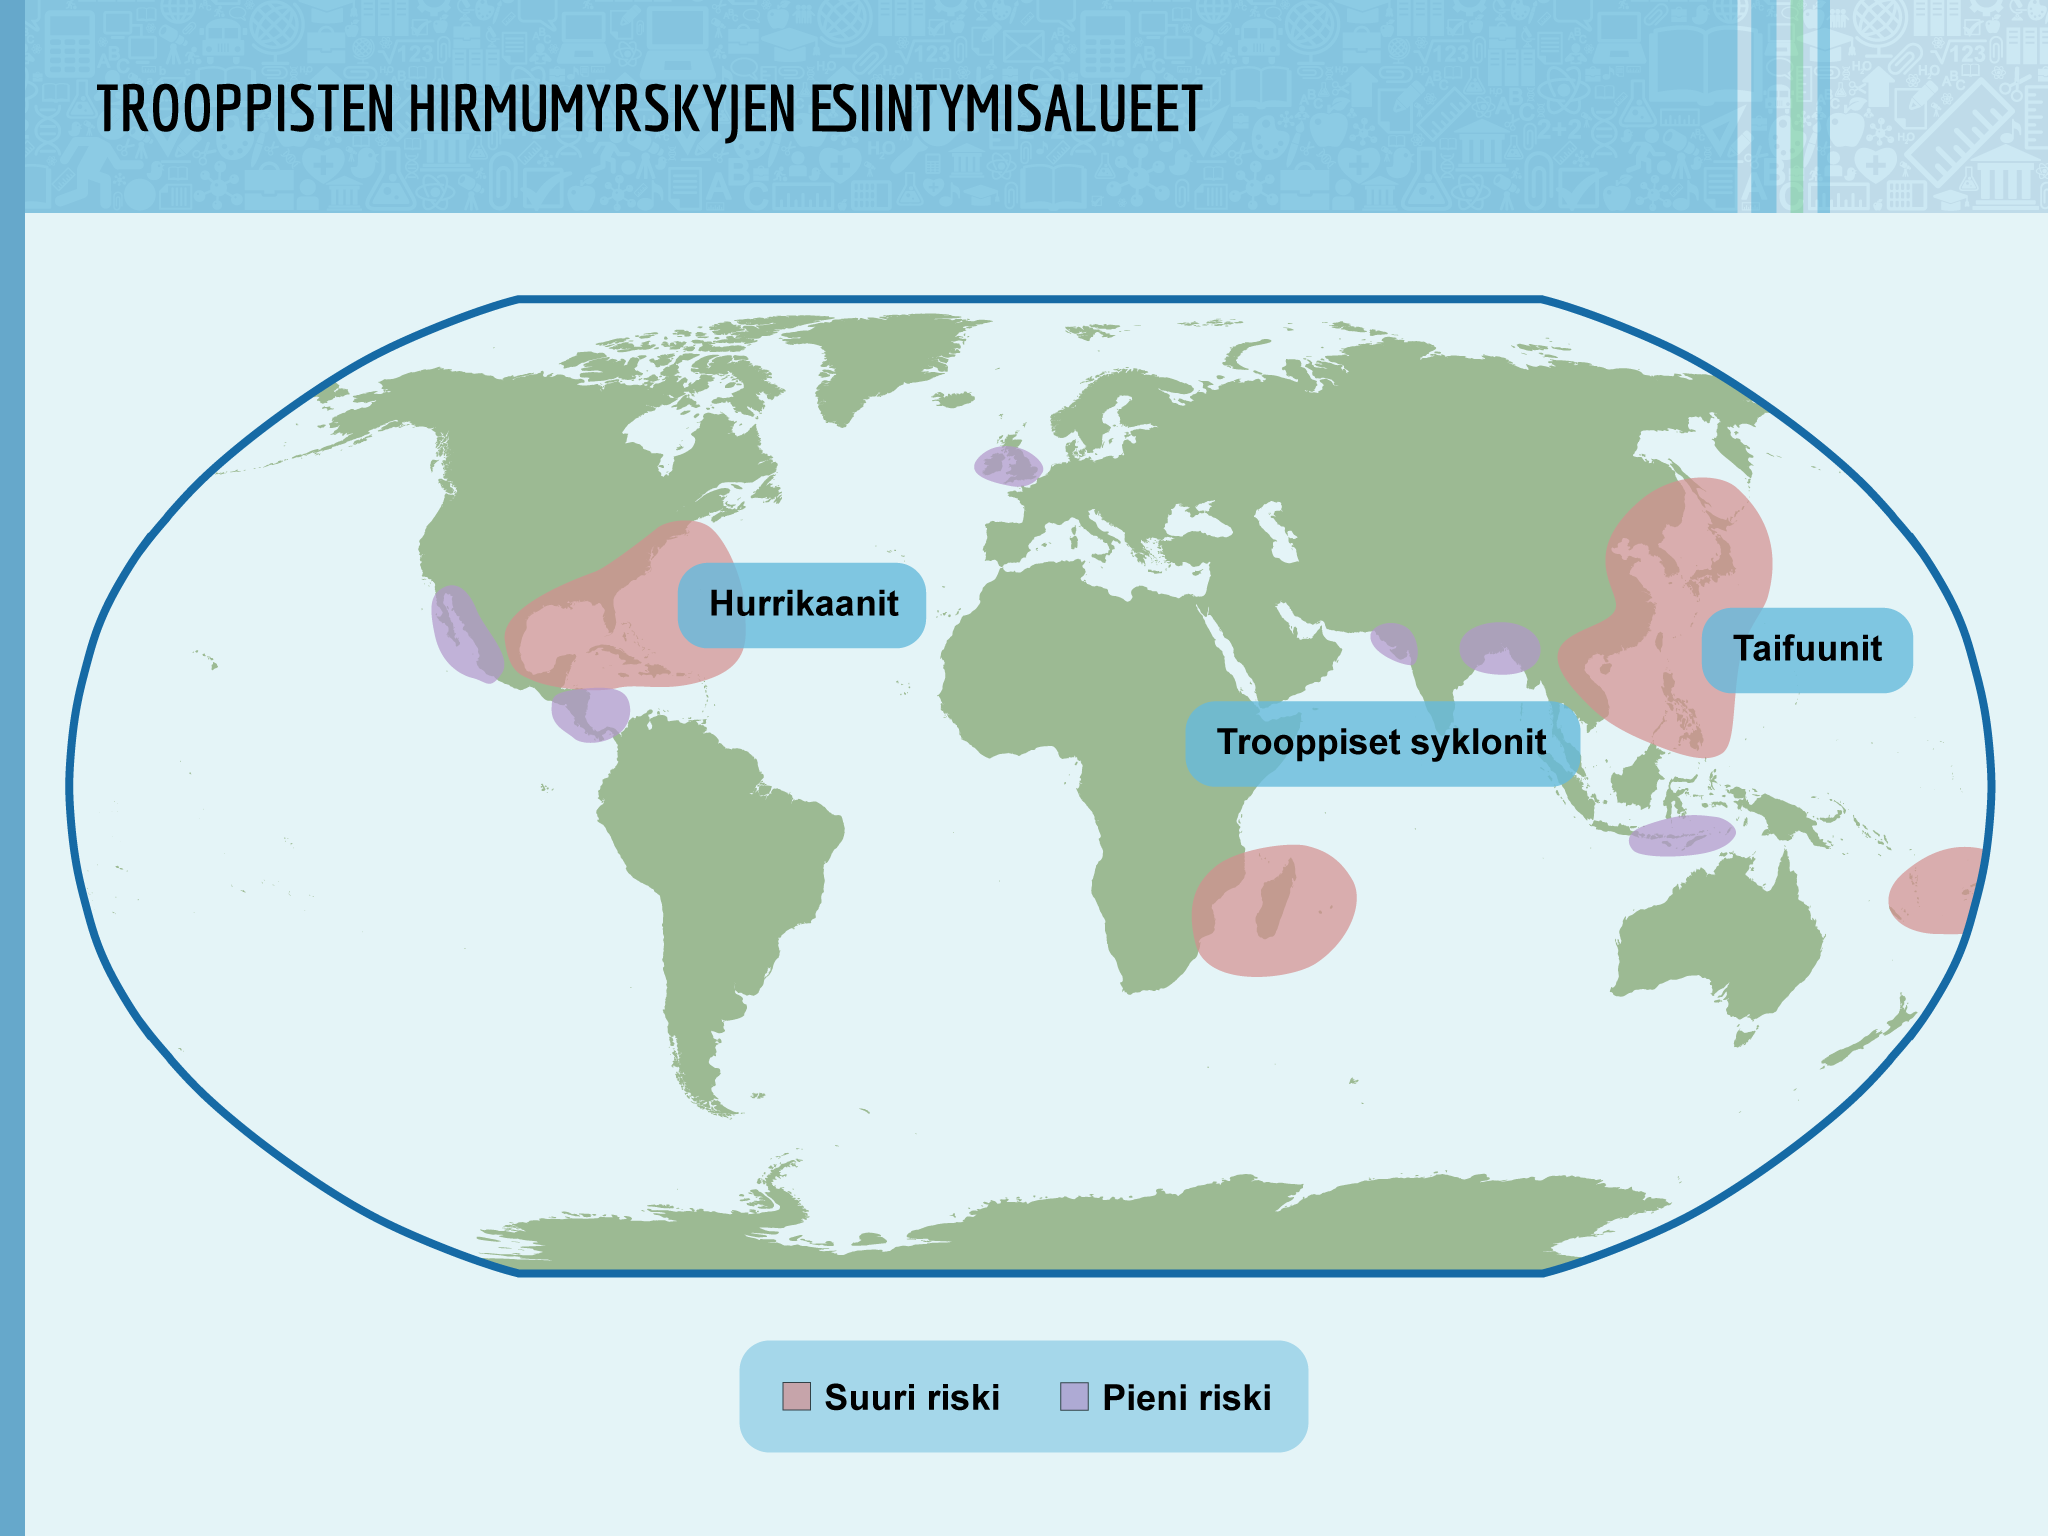 TROOPPISTEN HIRMUMYRSKYJEN ESIINTYMISALUEET
Hurrikaanit
Taifuunit
Trooppiset syklonit
Suuri riski
Pieni riski